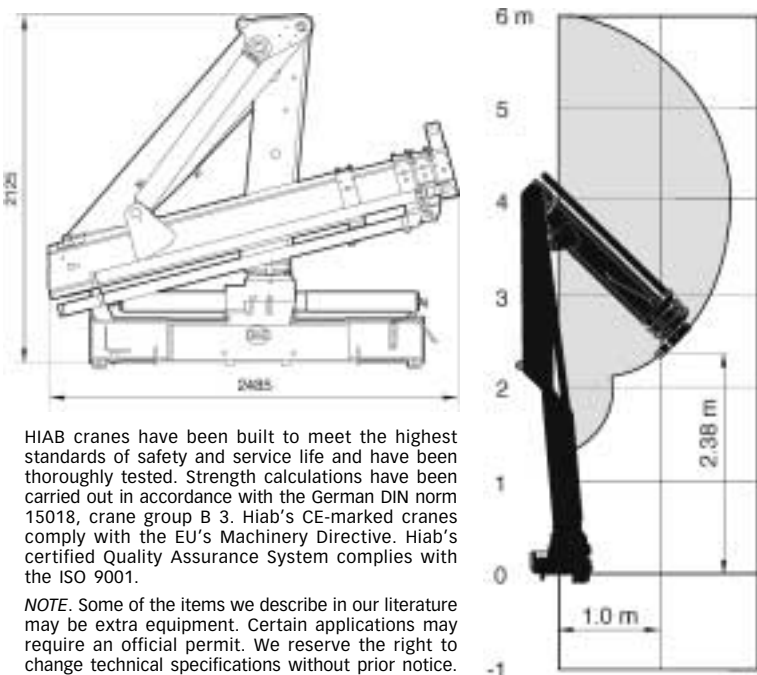 2125
2485
HIAB cranes have been built to meet the highest
standards of safety and service life and have been
thoroughly tested. Strength calculations have been
carried out in accordance with the German DIN norm
15018, crane group B 3. Hiab's CE-marked cranes
comply with the EU's Machinery Directive. Hiab's
certified Quality Assurance System complies with
the ISO 9001.
NOTE. Some of the items we describe in our literature
may be extra equipment. Certain applications may
require an official permit. We reserve the right to
change technical specifications without prior notice.
6 m
5
4
3
2
1
0
-1
2.38 m
1.0 m